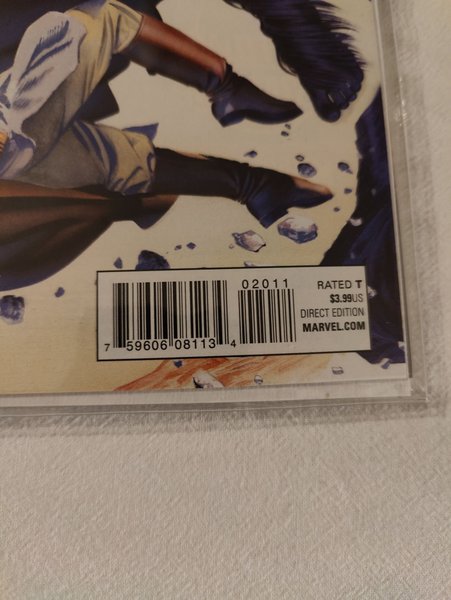 02011
7 59606 08113 4
RATED T
$3.99US
DIRECT EDITION
MARVEL.COM